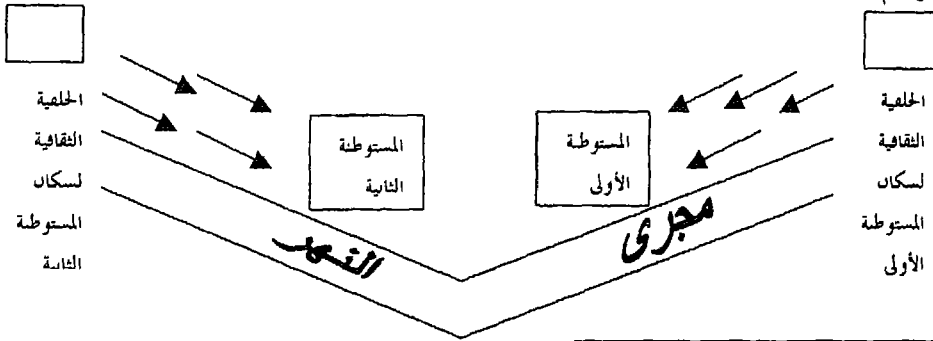 الخلفية
الثقافية
لسكان
المستوطنة
الأولى
المستوطنة
الأولى
مجرى
النهر
المستوطنة
الثانية
الخلفية
الثقافية
لسكان
المستوطنة
الثانية